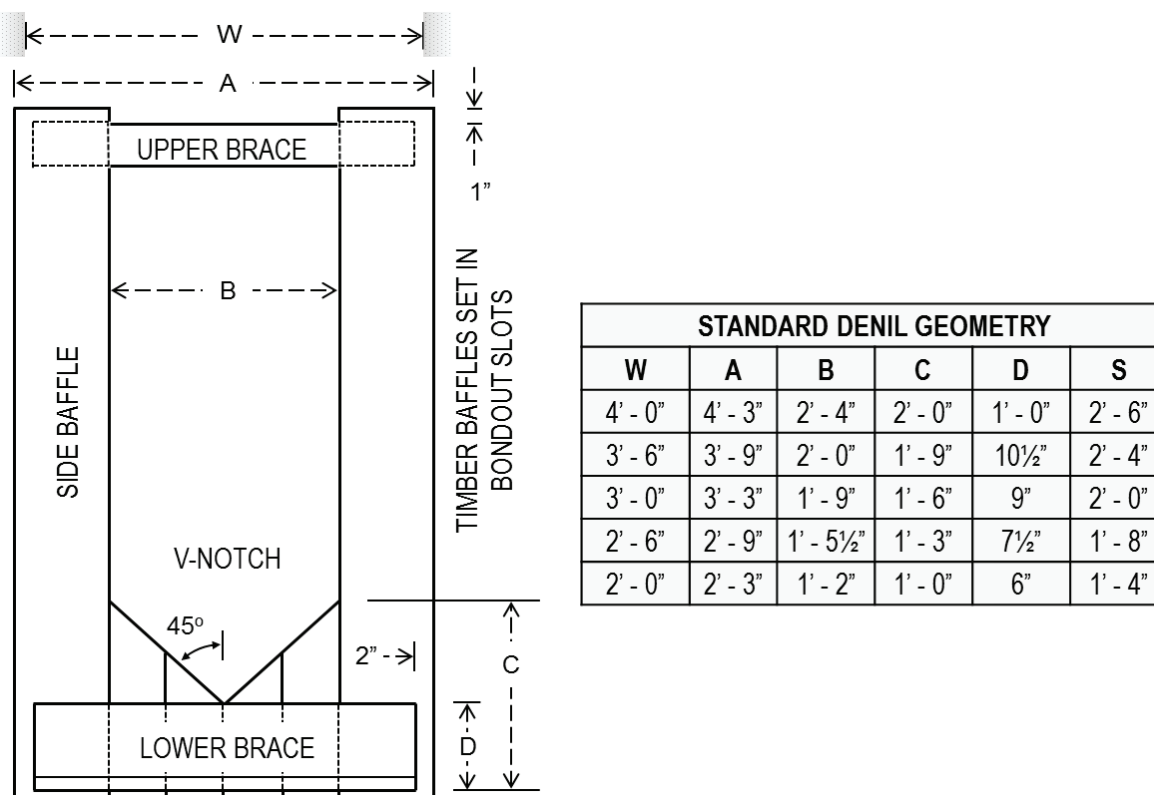 W
A
UPPER BRACE
1”
B
SIDE BAFFLE
TIMBER BAFFLES SET IN
BONDOUT SLOTS
V-NOTCH
45º
2”
C
LOWER BRACE
D
STANDARD DENIL GEOMETRY
W A B C D S
4’ - 0” 4’ - 3” 2’ - 4” 2’ - 0” 1’ - 0” 2’ - 6”
3’ - 6” 3’ - 9” 2’ - 0” 1’ - 9” 10½” 2’ - 4”
3’ - 0” 3’ - 3” 1’ - 9” 1’ - 6” 9” 2’ - 0”
2’ - 6” 2’ - 9” 1’ - 5½” 1’ - 3” 7½” 1’ - 8”
2’ - 0” 2’ - 3” 1’ - 2” 1’ - 0” 6” 1’ - 4”